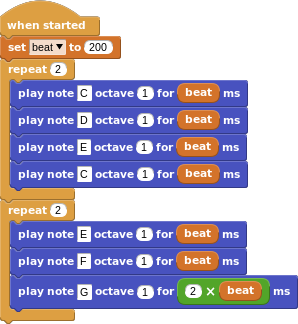 when started
set beat ▼ to 200
repeat 2
play note C octave 1 for beat ms
play note D octave 1 for beat ms
play note E octave 1 for beat ms
play note C octave 1 for beat ms
repeat 2
play note E octave 1 for beat ms
play note F octave 1 for beat ms
play note G octave 1 for 2 × beat ms